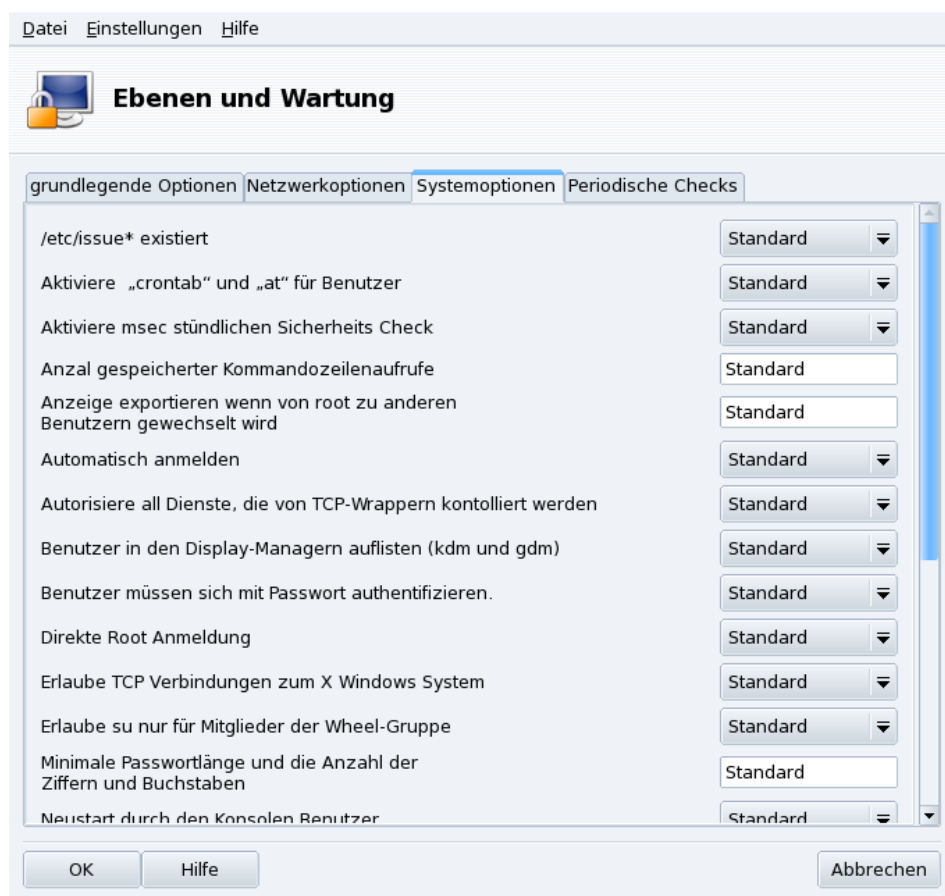 Datei Einstellungen Hilfe
Ebenen und Wartung
grundlegende Optionen Netzwerkoptionen Systemoptionen Periodische Checks
/etc/issue* existiert Standard
Aktiviere „crontab“ und „at“ für Benutzer Standard
Aktiviere msec stündlichen Sicherheits Check Standard
Anzal gespeicherter Kommandozeilenaufrufe Standard
Anzeige exportieren wenn von root zu anderen
Benutzern gewechselt wird Standard
Automatisch anmelden Standard
Autorisiere all Dienste, die von TCP-Wrappern kontolliert werden Standard
Benutzer in den Display-Managern auflisten (kdm und gdm) Standard
Benutzer müssen sich mit Passwort authentifizieren. Standard
Direkte Root Anmeldung Standard
Erlaube TCP Verbindungen zum X Windows System Standard
Erlaube su nur für Mitglieder der Wheel-Gruppe Standard
Minimale Passwortlänge und die Anzahl der
Ziffern und Buchstaben Standard
Neustart durch den Konsolen Benutzer Standard
OK Hilfe Abbrechen